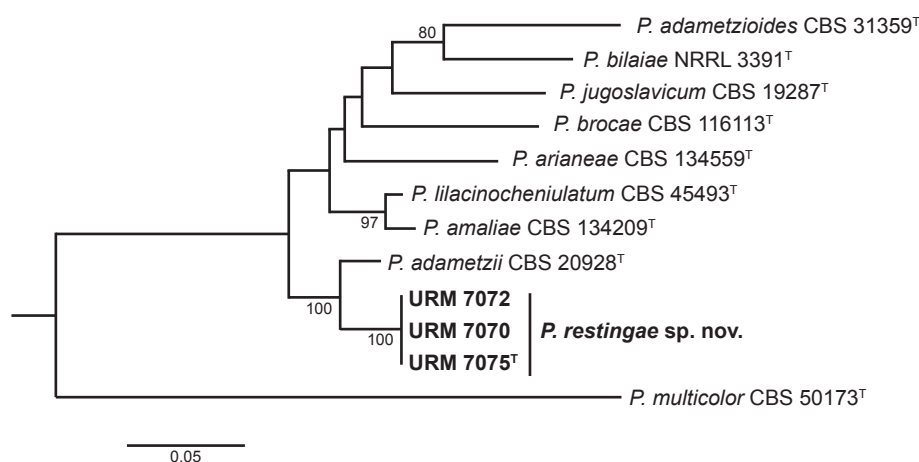 80
P. adametzioides CBS 31359ᵀ
P. bilaiae NRRL 3391ᵀ
P. jugoslavicum CBS 19287ᵀ
P. brocae CBS 116113ᵀ
P. arianeae CBS 134559ᵀ
P. lilacinocheniulatum CBS 45493ᵀ
97
P. amaliae CBS 134209ᵀ
P. adametzii CBS 20928ᵀ
100
URM 7072
URM 7070
100
P. restingae sp. nov.
URM 7075ᵀ
P. multicolor CBS 50173ᵀ
0.05